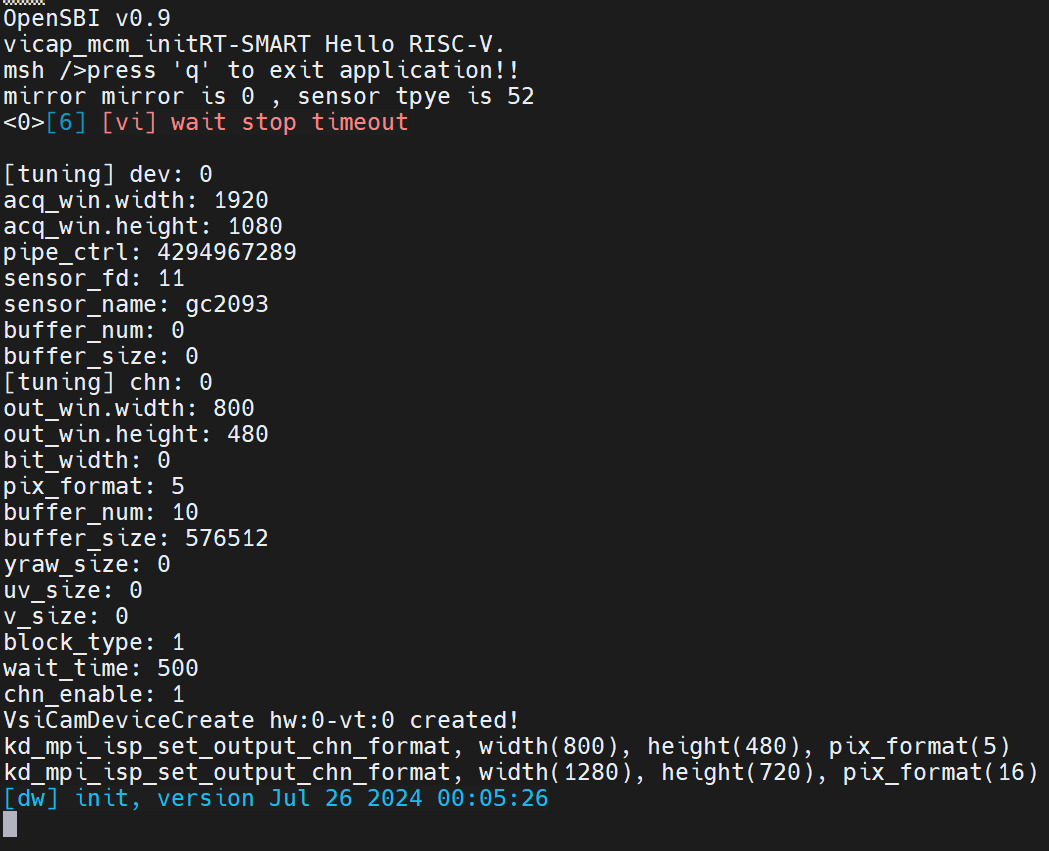 OpenSBI v0.9
vicap_mcm_initRT-SMART Hello RISC-V.
msh />press 'q' to exit application!!
mirror mirror is 0 , sensor tpye is 52
<0>[6] [vi] wait stop timeout
[tuning] dev: 0
acq_win.width: 1920
acq_win.height: 1080
pipe_ctrl: 4294967289
sensor_fd: 11
sensor_name: gc2093
buffer_num: 0
buffer_size: 0
[tuning] chn: 0
out_win.width: 800
out_win.height: 480
bit_width: 0
pix_format: 5
buffer_num: 10
buffer_size: 576512
yraw_size: 0
uv_size: 0
v_size: 0
block_type: 1
wait_time: 500
chn_enable: 1
VsiCamDeviceCreate hw:0-vt:0 created!
kd_mpi_isp_set_output_chn_format, width(800), height(480), pix_format(5)
kd_mpi_isp_set_output_chn_format, width(1280), height(720), pix_format(16)
[dw] init, version Jul 26 2024 00:05:26